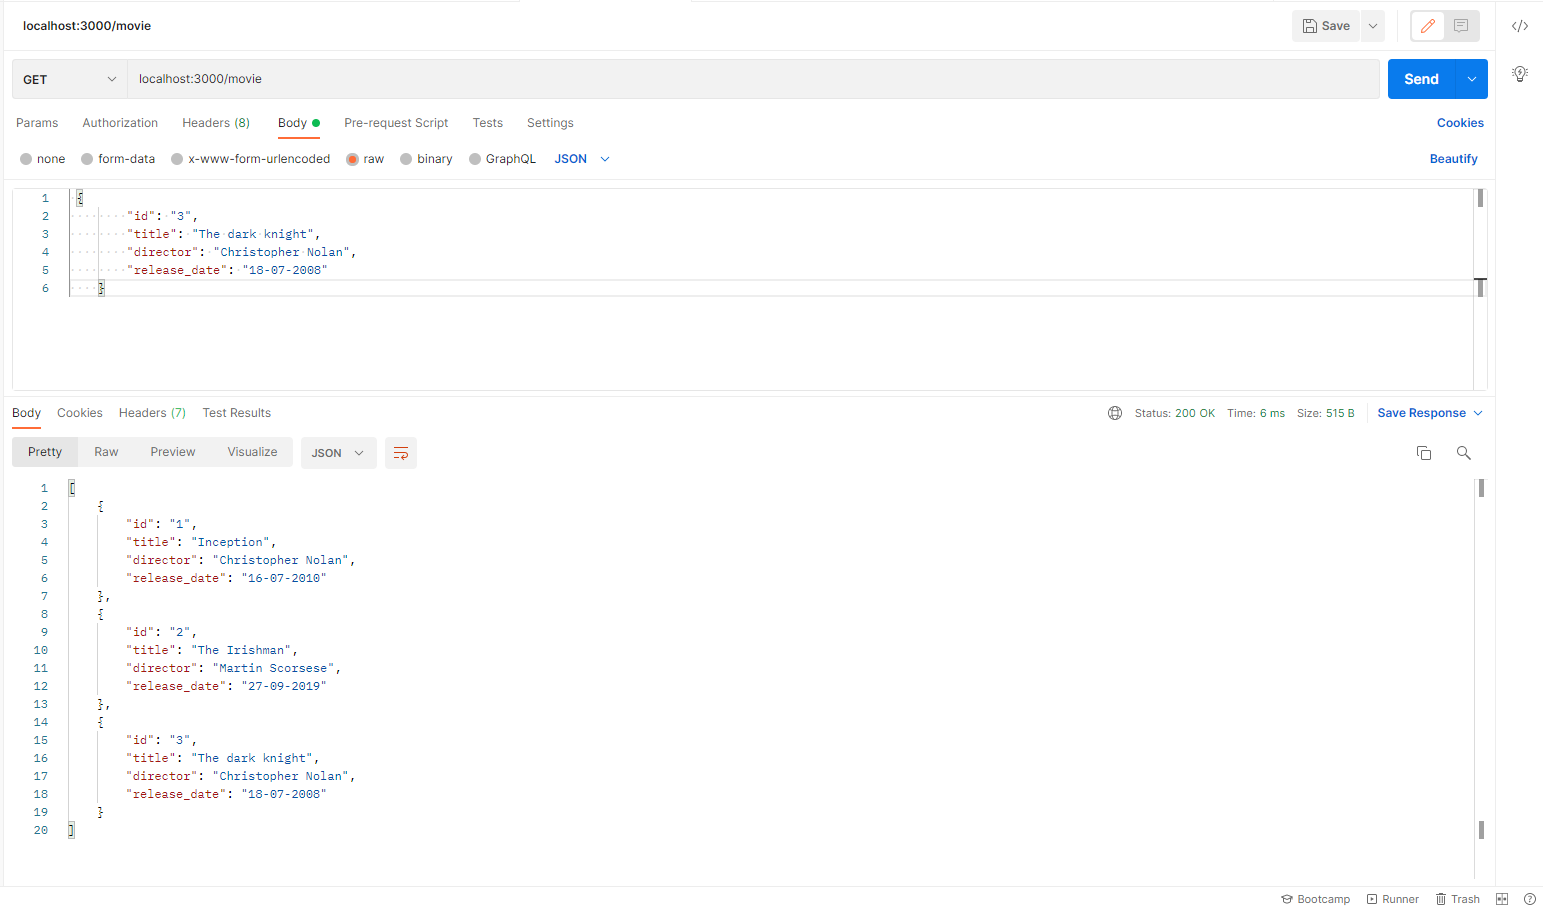 localhost:3000/movie
Save
GET localhost:3000/movie Send
Params Authorization Headers (8) Body Pre-request Script Tests Settings Cookies
none form-data x-www-form-urlencoded raw binary GraphQL JSON Beautify
1 {
2 "id": "3",
3 "title": "The dark knight",
4 "director": "Christopher Nolan",
5 "release_date": "18-07-2008"
6 }
Body Cookies Headers (7) Test Results Status: 200 OK Time: 6 ms Size: 515 B Save Response
Pretty Raw Preview Visualize JSON
1 [
2 {
3 "id": "1",
4 "title": "Inception",
5 "director": "Christopher Nolan",
6 "release_date": "16-07-2010"
7 },
8 {
9 "id": "2",
10 "title": "The Irishman",
11 "director": "Martin Scorsese",
12 "release_date": "27-09-2019"
13 },
14 {
15 "id": "3",
16 "title": "The dark knight",
17 "director": "Christopher Nolan",
18 "release_date": "18-07-2008"
19 }
20 ]
Bootcamp Runner Trash